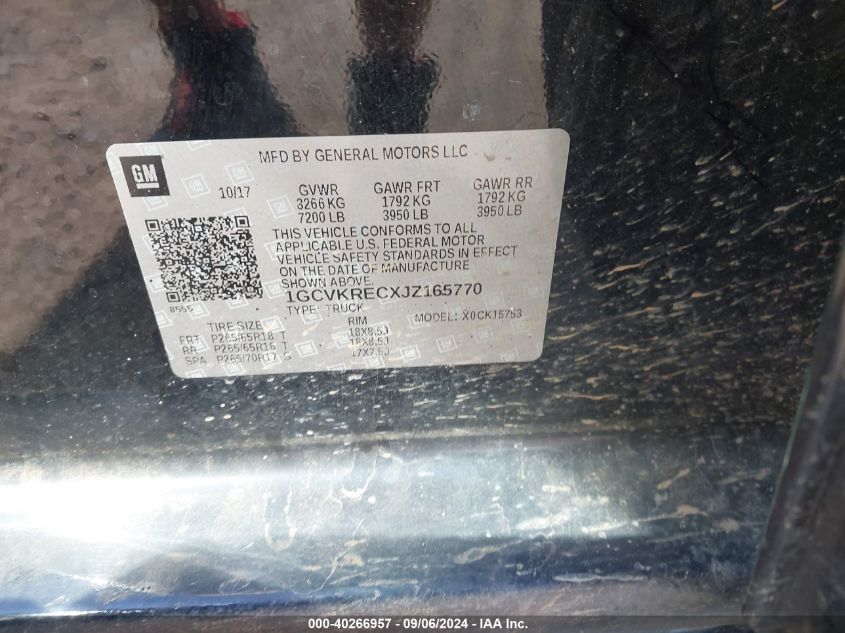 MFD BY GENERAL MOTORS LLC
GM
10/17 GVWR GAWR FRT GAWR RR
3266 KG 1792 KG 1792 KG
7200 LB 3950 LB 3950 LB
THIS VEHICLE CONFORMS TO ALL
APPLICABLE U.S. FEDERAL MOTOR
VEHICLE SAFETY STANDARDS IN EFFECT
ON THE DATE OF MANUFACTURE
SHOWN ABOVE.
8555
1GCVKRECXJZ165770
TYPE: TRUCK MODEL: X0CK15753
TIRE SIZE RIM
FRT P265/65R18 T 18X8.5J
RR P265/65R18 T 18X8.5J
SPA P265/70R17 S 17X7.5J
000-40266957 - 09/06/2024 - IAA Inc.